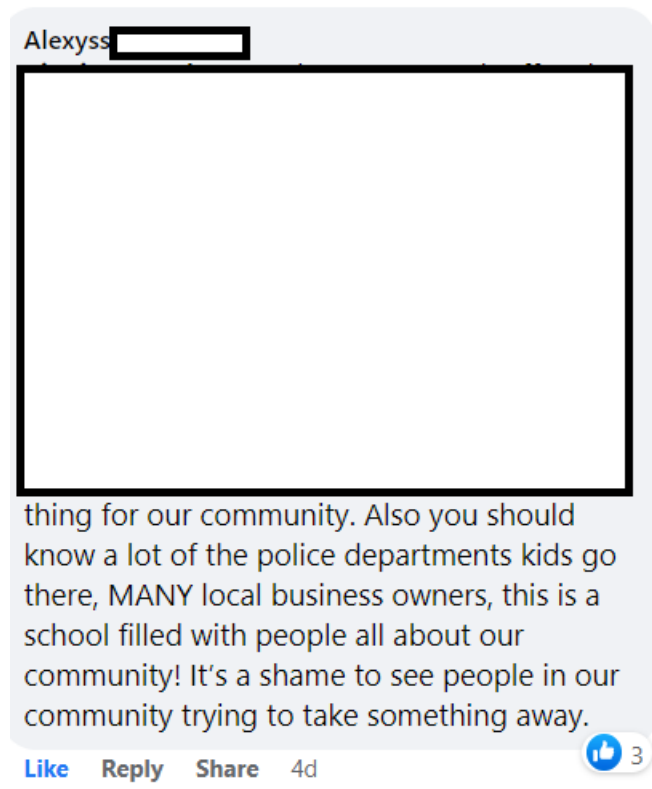 Alexyss
thing for our community. Also you should
know a lot of the police departments kids go
there, MANY local business owners, this is a
school filled with people all about our
community! It’s a shame to see people in our
community trying to take something away.
3
Like Reply Share 4d